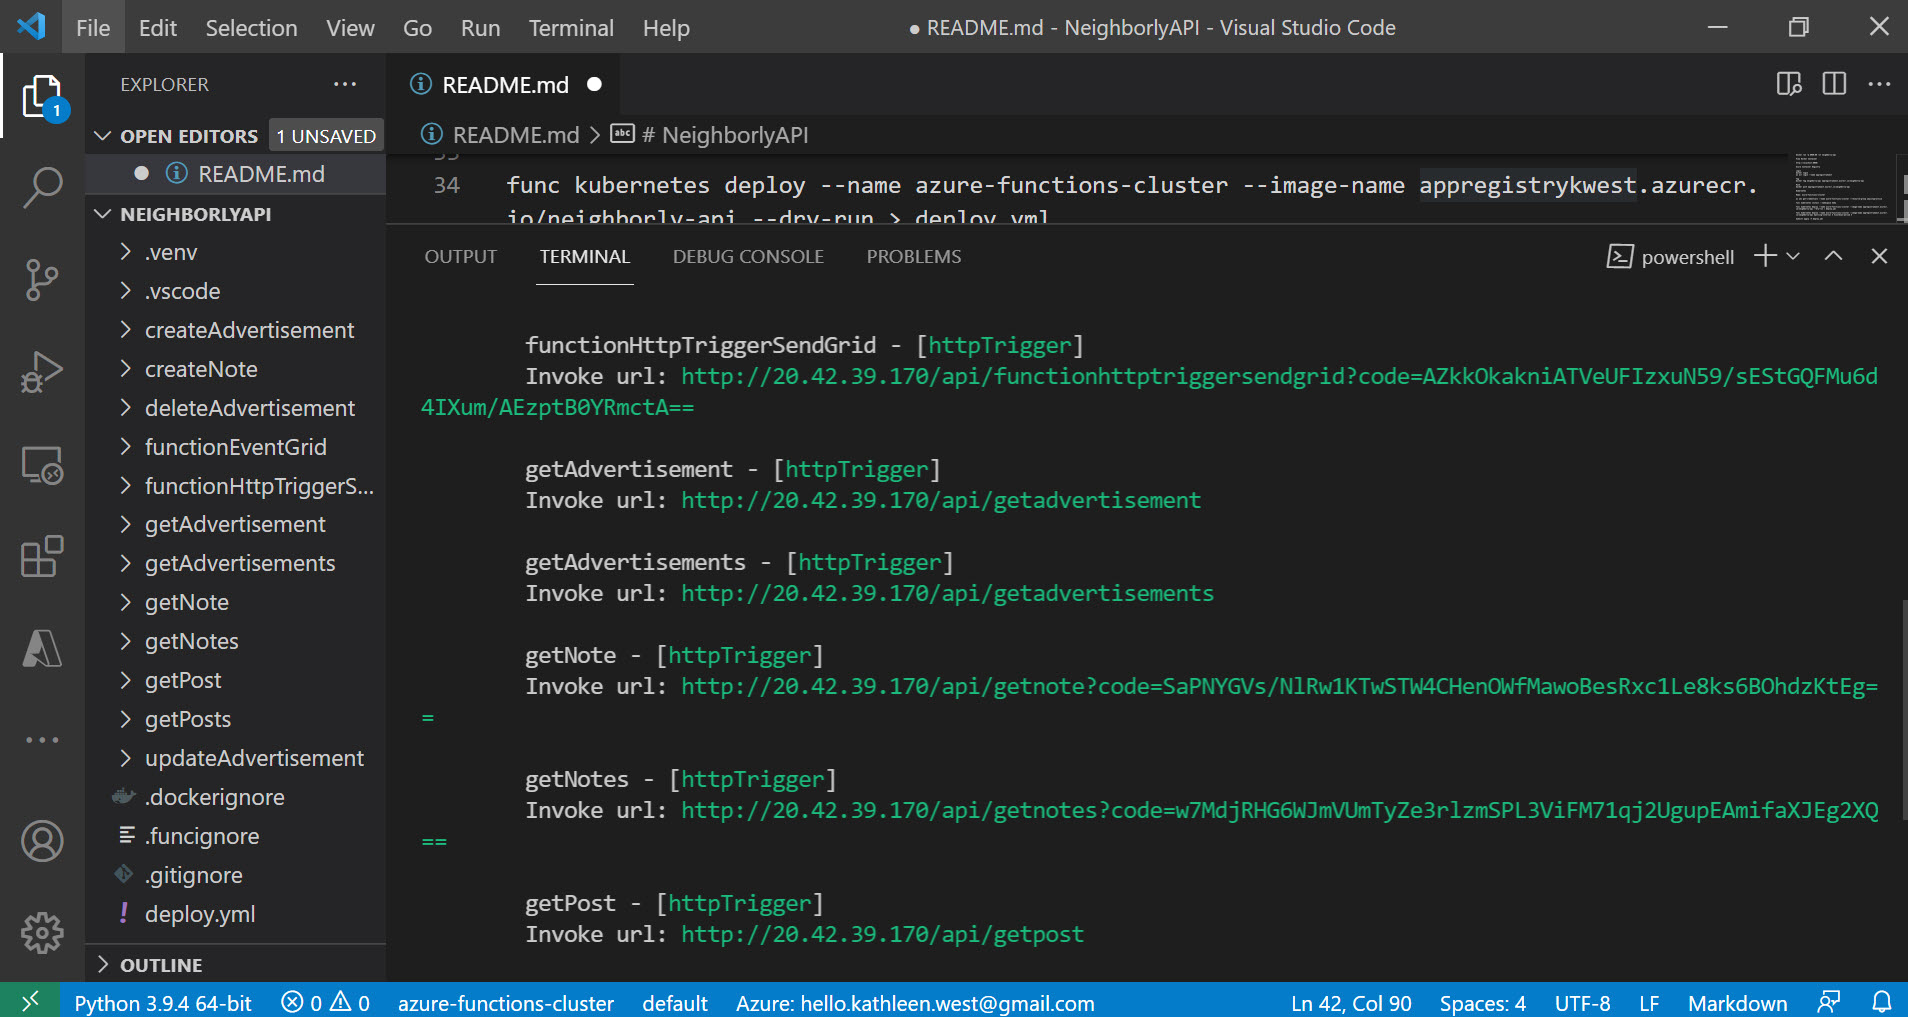 File Edit Selection View Go Run Terminal Help
● README.md - NeighborlyAPI - Visual Studio Code
1
EXPLORER
OPEN EDITORS 1 UNSAVED
README.md
NEIGHBORLYAPI
.venv
.vscode
createAdvertisement
createNote
deleteAdvertisement
functionEventGrid
functionHttpTriggerS...
getAdvertisement
getAdvertisements
getNote
getNotes
getPost
getPosts
updateAdvertisement
.dockerignore
.funcignore
.gitignore
deploy.yml
OUTLINE
README.md
README.md > abc # NeighborlyAPI
33
34 func kubernetes deploy --name azure-functions-cluster --image-name appregistrykwest.azurecr.
io/neighborly-api --dry-run > deploy.yml
OUTPUT TERMINAL DEBUG CONSOLE PROBLEMS
powershell
functionHttpTriggerSendGrid - [httpTrigger]
Invoke url: http://20.42.39.170/api/functionhttptriggersendgrid?code=AZkkOkakniATVeUFIzxuN59/sEStGQFMu6d
4IXum/AEzptB0YRmctA==
getAdvertisement - [httpTrigger]
Invoke url: http://20.42.39.170/api/getadvertisement
getAdvertisements - [httpTrigger]
Invoke url: http://20.42.39.170/api/getadvertisements
getNote - [httpTrigger]
Invoke url: http://20.42.39.170/api/getnote?code=SaPNYGVs/NlRw1KTwSTW4CHenOWfMawoBesRxc1Le8ks6BOhdzKtEg=
=
getNotes - [httpTrigger]
Invoke url: http://20.42.39.170/api/getnotes?code=w7MdjRHG6WJmVUmTyZe3rlzmSPL3ViFM71qj2UgupEAmifaXJEg2XQ
==
getPost - [httpTrigger]
Invoke url: http://20.42.39.170/api/getpost
Python 3.9.4 64-bit 0 0 azure-functions-cluster default Azure: hello.kathleen.west@gmail.com Ln 42, Col 90 Spaces: 4 UTF-8 LF Markdown